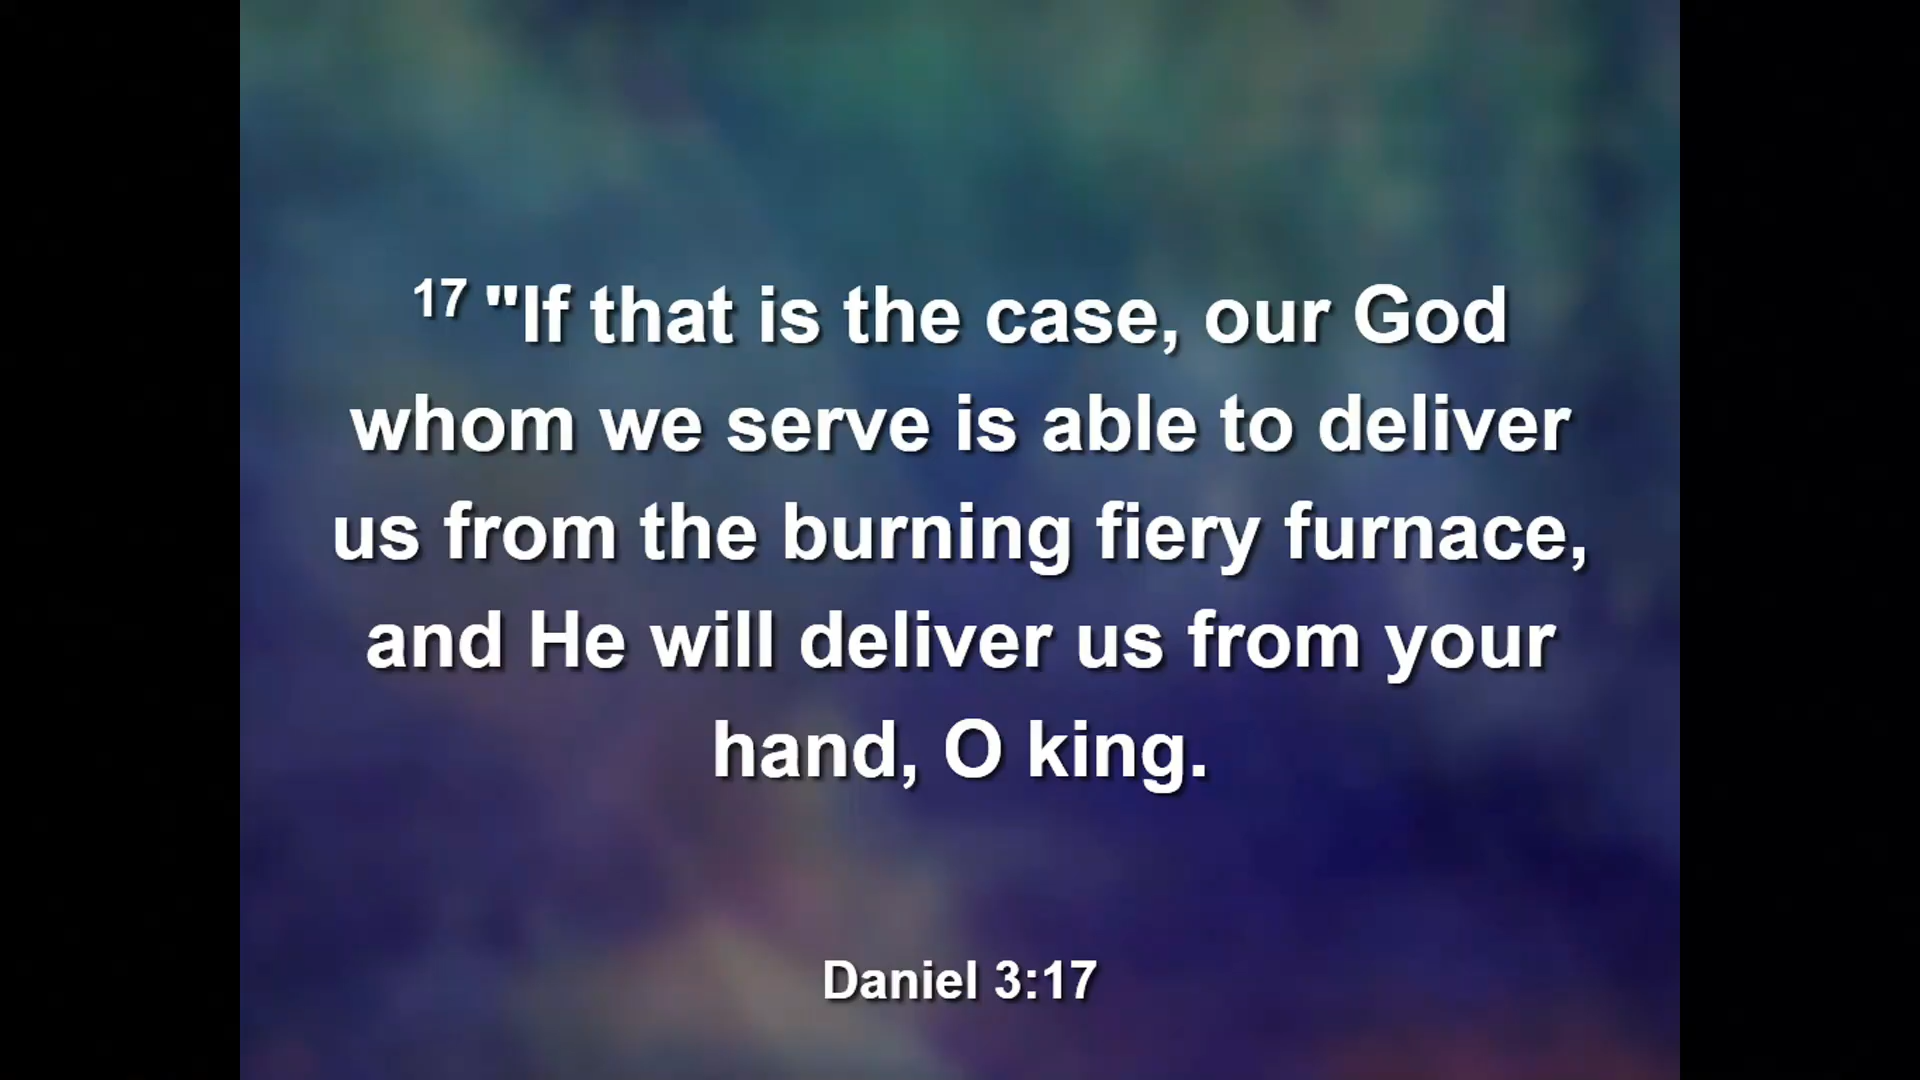 17 "If that is the case, our God
whom we serve is able to deliver
us from the burning fiery furnace,
and He will deliver us from your
hand, O king.
Daniel 3:17